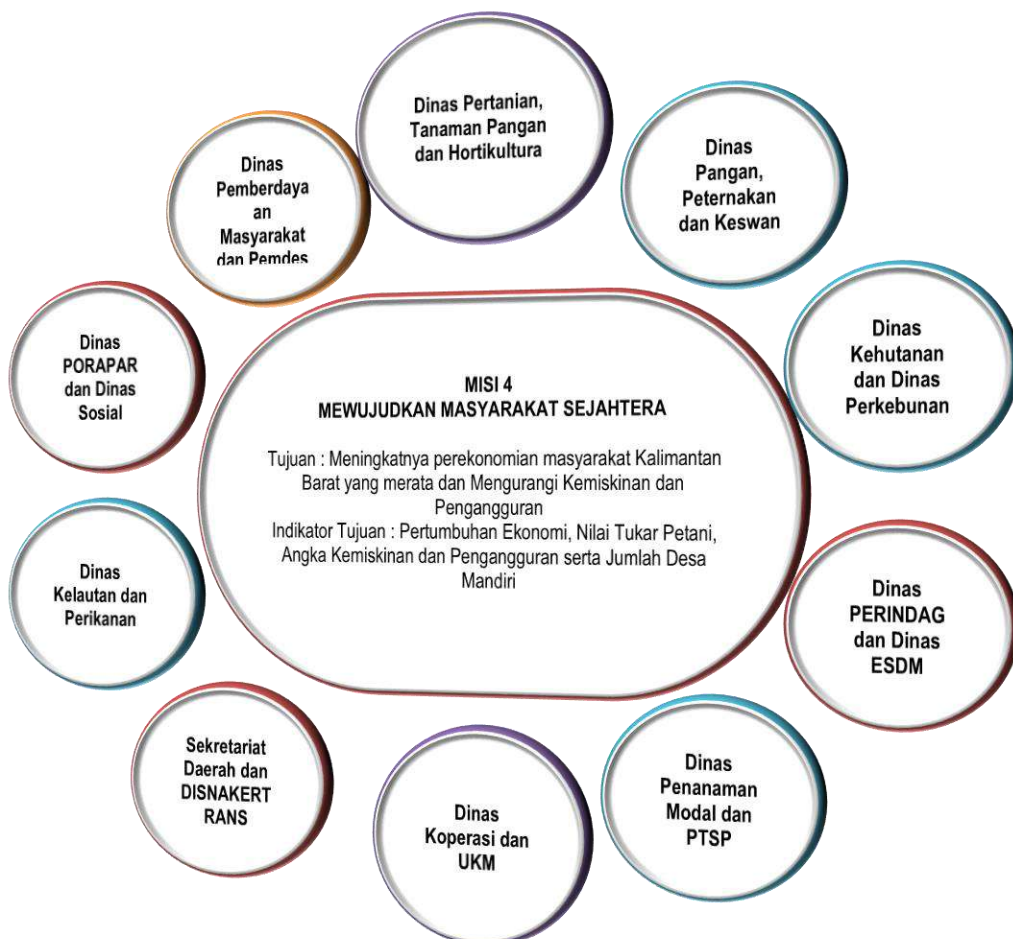 Dinas Pertanian,
Tanaman Pangan
dan Hortikultura
Dinas
Pangan,
Peternakan
dan Keswan
Dinas
Kehutanan
dan Dinas
Perkebunan
Dinas
PERINDAG
dan Dinas
ESDM
Dinas
Penanaman
Modal dan
PTSP
Dinas
Koperasi dan
UKM
Sekretariat
Daerah dan
DISNAKERT
RANS
Dinas
Kelautan dan
Perikanan
Dinas
PORAPAR
dan Dinas
Sosial
Dinas
Pemberdaya
an
Masyarakat
dan Pemdes
MISI 4
MEWUJUDKAN MASYARAKAT SEJAHTERA
Tujuan : Meningkatnya perekonomian masyarakat Kalimantan
Barat yang merata dan Mengurangi Kemiskinan dan
Pengangguran
Indikator Tujuan : Pertumbuhan Ekonomi, Nilai Tukar Petani,
Angka Kemiskinan dan Pengangguran serta Jumlah Desa
Mandiri